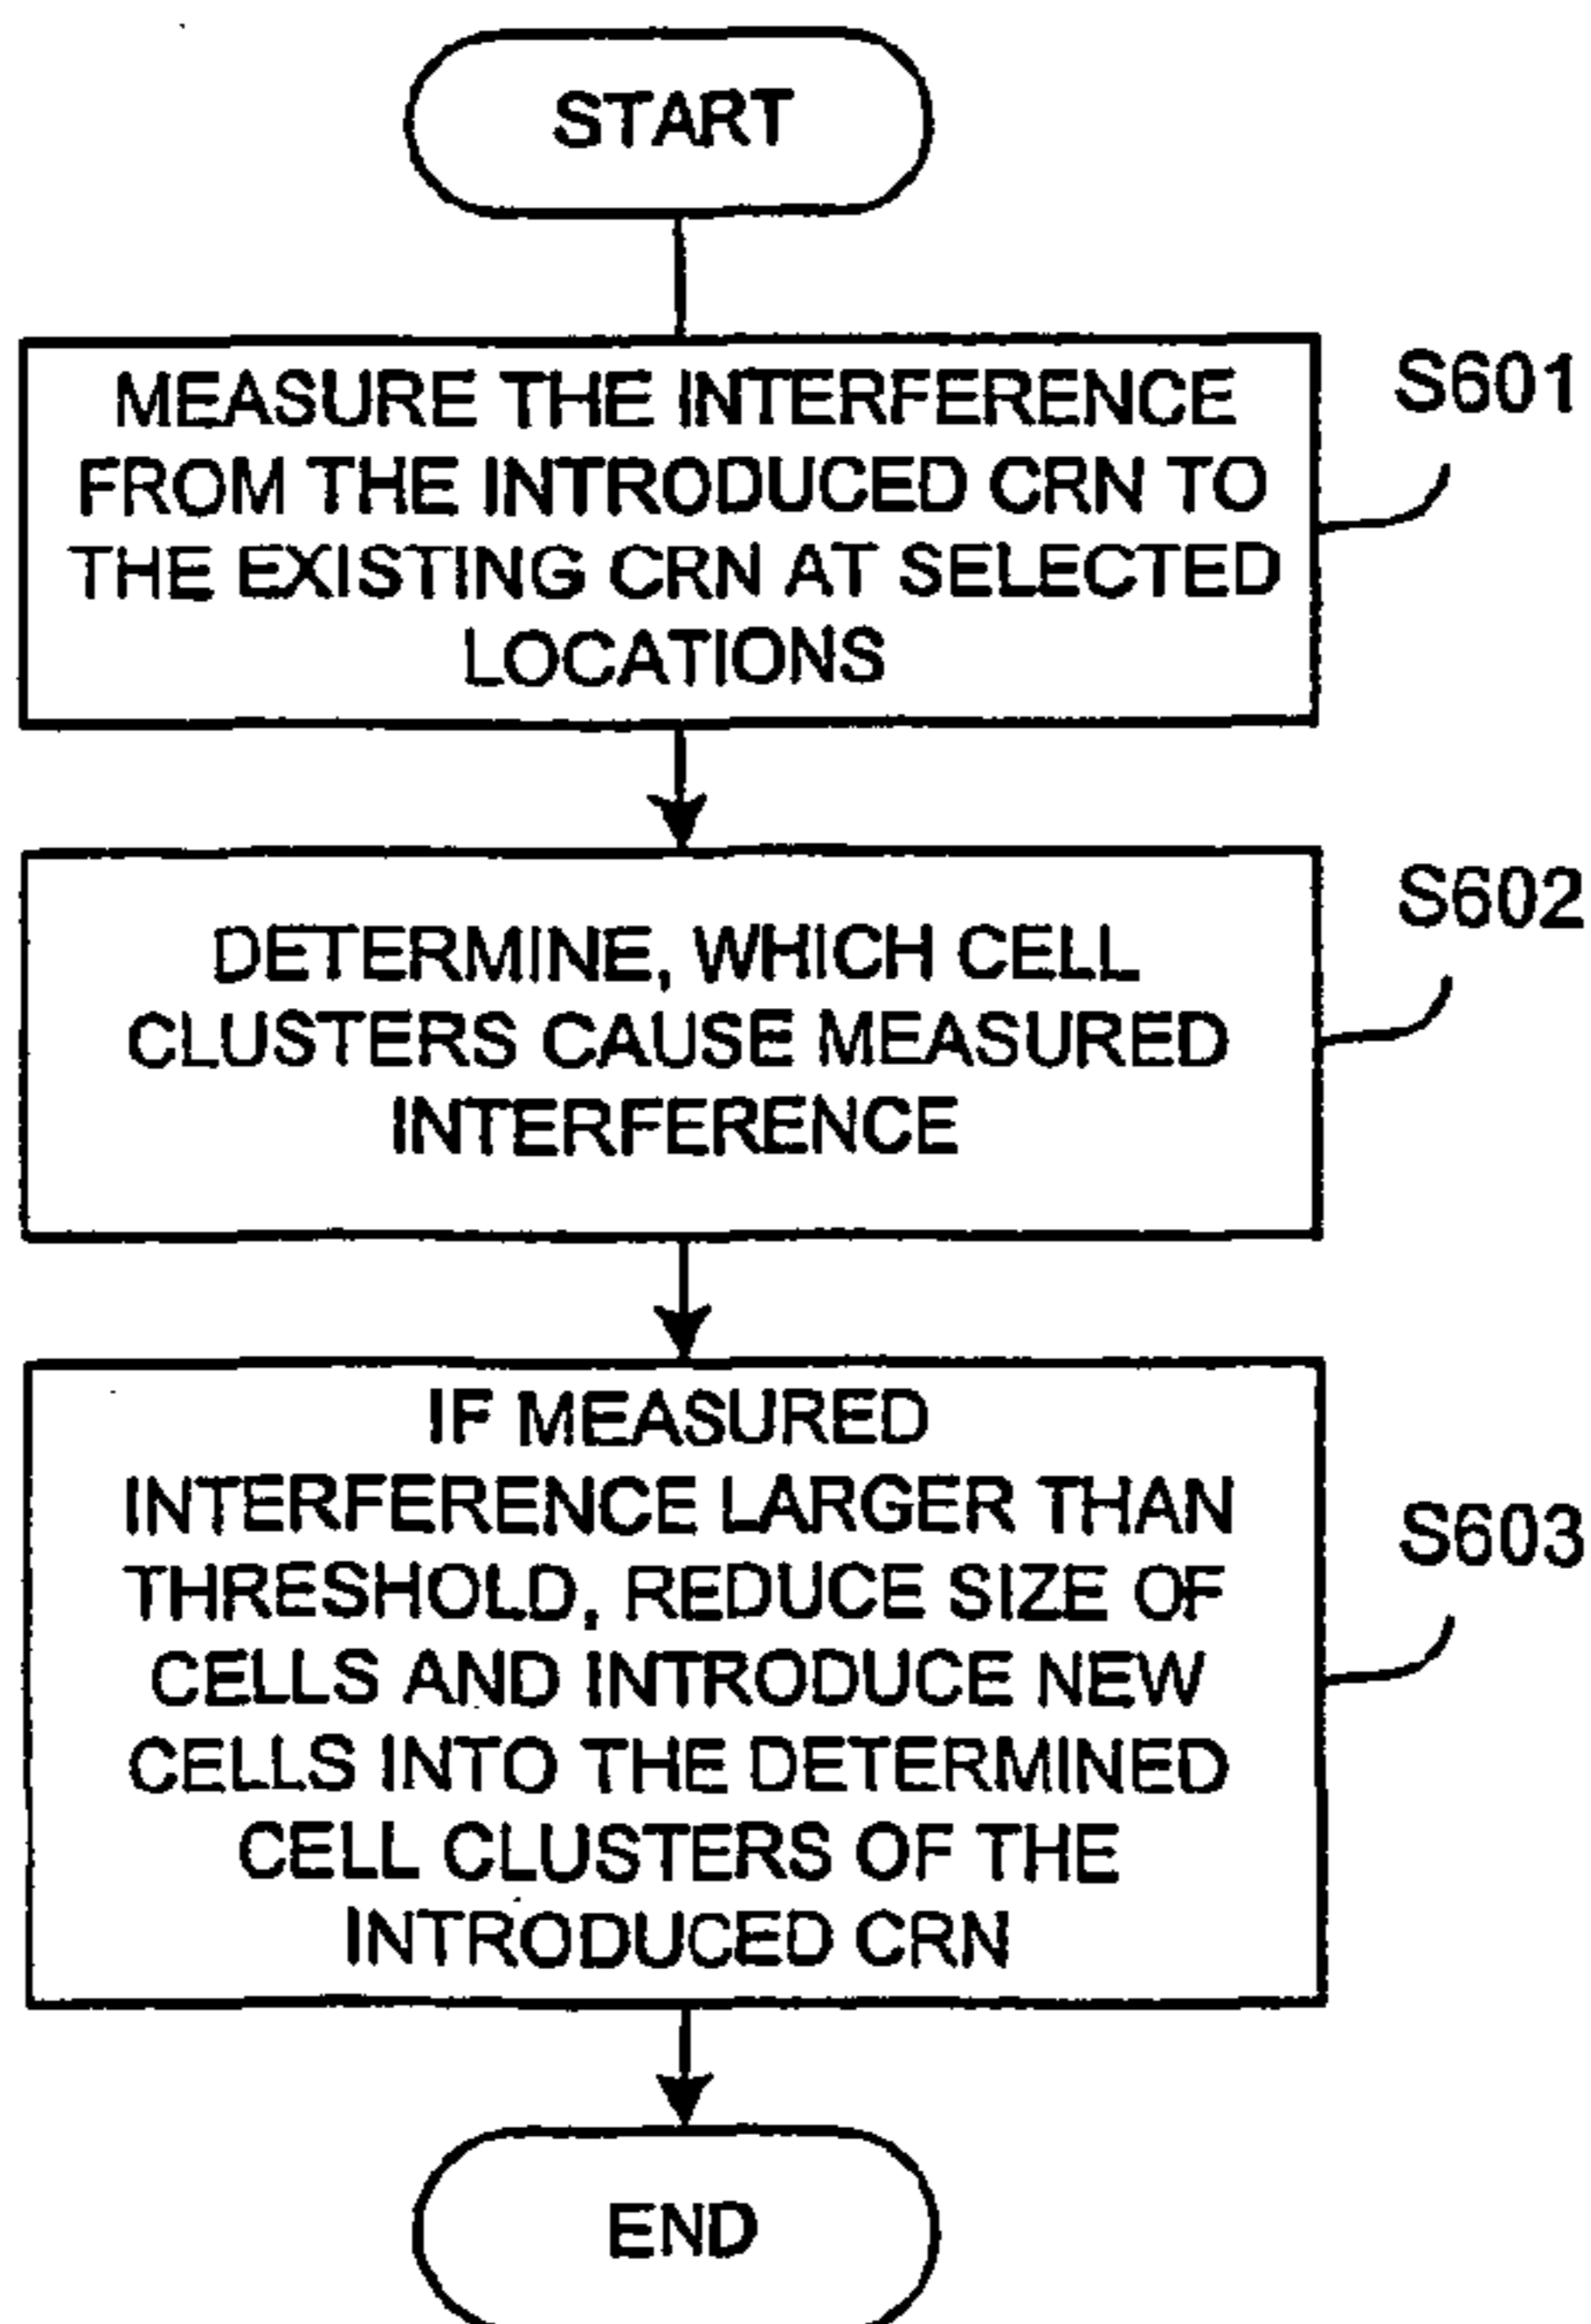 START
MEASURE THE INTERFERENCE
FROM THE INTRODUCED CRN TO
THE EXISTING CRN AT SELECTED
LOCATIONS
S601
DETERMINE, WHICH CELL
CLUSTERS CAUSE MEASURED
INTERFERENCE
S602
IF MEASURED
INTERFERENCE LARGER THAN
THRESHOLD, REDUCE SIZE OF
CELLS AND INTRODUCE NEW
CELLS INTO THE DETERMINED
CELL CLUSTERS OF THE
INTRODUCED CRN
S603
END